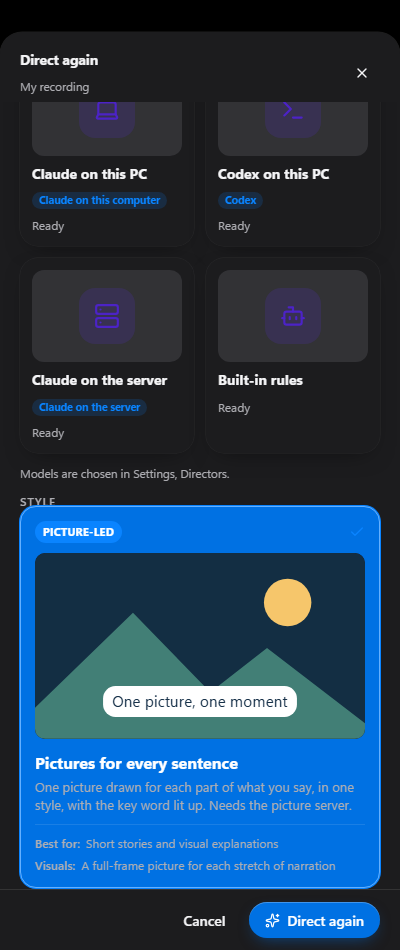 Direct again
My recording
Claude on this PC
Codex on this PC
Claude on this computer
Codex
Ready
Ready
Claude on the server
Built-in rules
Claude on the server
Ready
Ready
Models are chosen in Settings, Directors.
STYLE
PICTURE-LED
One picture, one moment
Pictures for every sentence
One picture drawn for each part of what you say, in one
style, with the key word lit up. Needs the picture server.
Best for: Short stories and visual explanations
Visuals: A full-frame picture for each stretch of narration
Cancel
Direct again